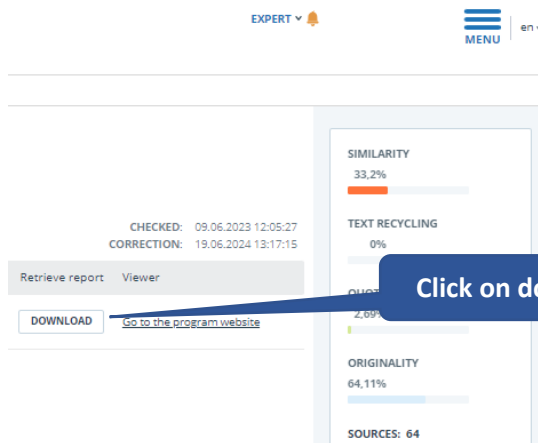 EXPERT
MENU
en
SIMILARITY
33,2%
CHECKED: 09.06.2023 12:05:27
CORRECTION: 19.06.2024 13:17:15
TEXT RECYCLING
0%
Retrieve report Viewer
Click on
2,69%
DOWNLOAD
Go to the program website
ORIGINALITY
64,11%
SOURCES: 64